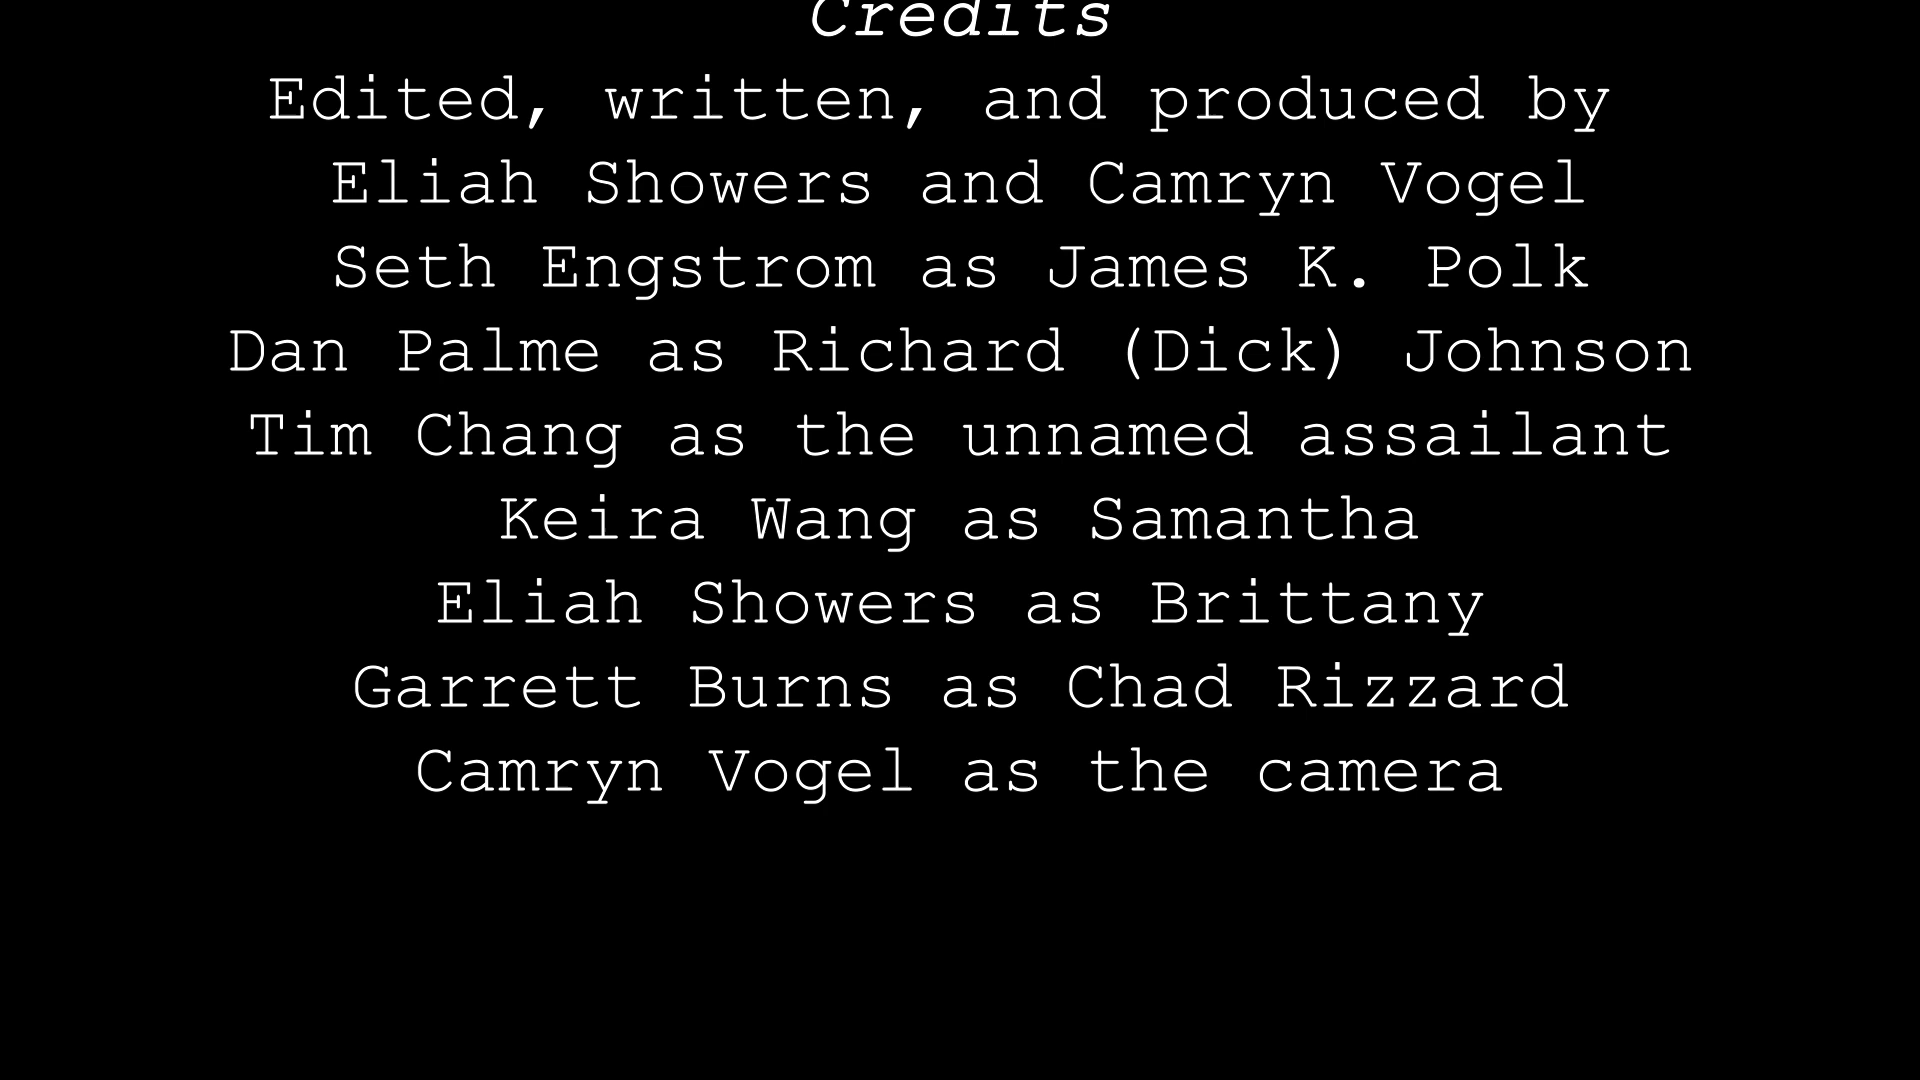 Credits
Edited, written, and produced by
Eliah Showers and Camryn Vogel
Seth Engstrom as James K. Polk
Dan Palme as Richard (Dick) Johnson
Tim Chang as the unnamed assailant
Keira Wang as Samantha
Eliah Showers as Brittany
Garrett Burns as Chad Rizzard
Camryn Vogel as the camera